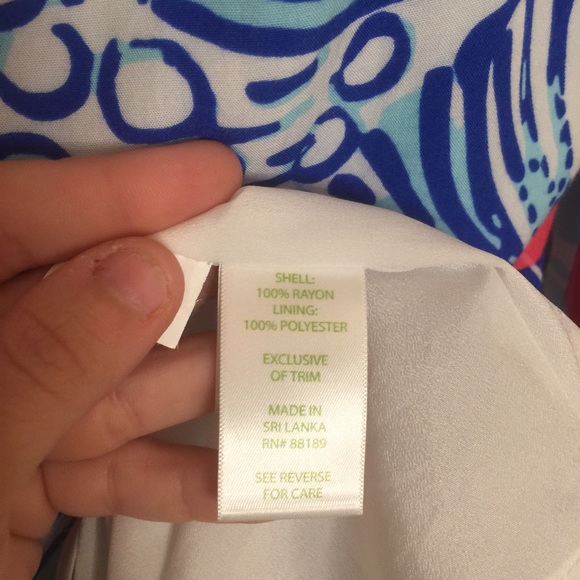 SHELL:
100% RAYON
LINING:
100% POLYESTER
EXCLUSIVE
OF TRIM
MADE IN
SRI LANKA
RN# 88189
SEE REVERSE
FOR CARE